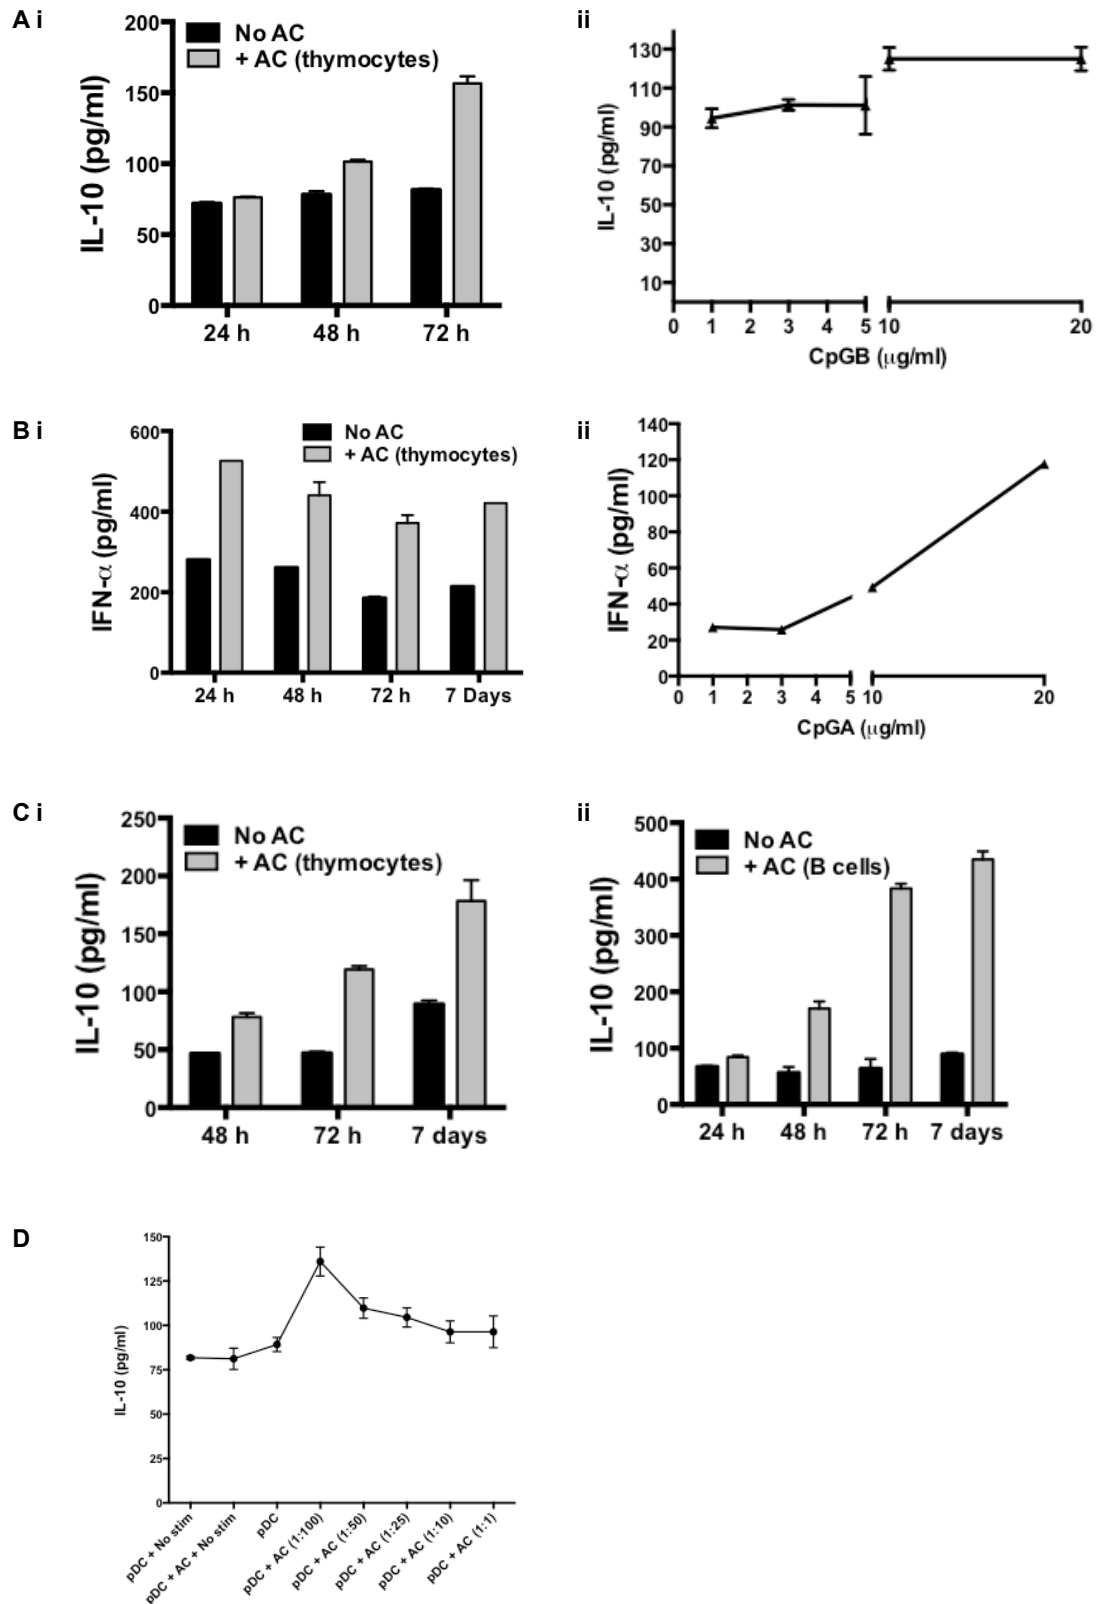 A i
200
150
100
50
0
IL-10 (pg/ml)
No AC
+ AC (thymocytes)
24 h 48 h 72 h
ii
130
110
90
70
50
30
10
IL-10 (pg/ml)
0 1 2 3 4 5 10 20
CpGB (μg/ml)
B i
600
400
200
0
IFN-α (pg/ml)
No AC
+ AC (thymocytes)
24 h 48 h 72 h 7 Days
ii
140
120
100
80
60
40
20
0
IFN-α (pg/ml)
0 1 2 3 4 5 10 20
CpGA (μg/ml)
C i
250
200
150
100
50
0
IL-10 (pg/ml)
No AC
+ AC (thymocytes)
48 h 72 h 7 days
ii
500
400
300
200
100
0
IL-10 (pg/ml)
No AC
+ AC (B cells)
24 h 48 h 72 h 7 days
D
150
125
100
75
50
25
0
IL-10 (pg/ml)
pDC + No stim
pDC + AC + No stim
pDC
pDC + AC (1:100)
pDC + AC (1:50)
pDC + AC (1:25)
pDC + AC (1:10)
pDC + AC (1:1)